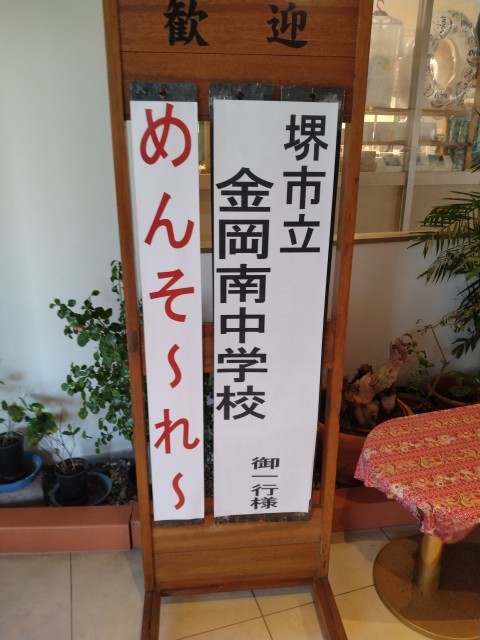 歓迎
堺市立
金岡南中学校
御一行様
めんそ～れ～